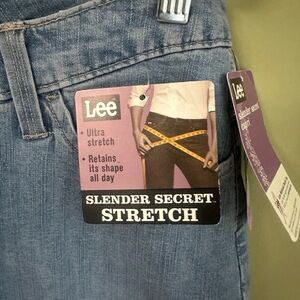 Lee
• Ultra
stretch
• Retains
its shape
all day
SLENDER SECRET
STRETCH
Lee
slender secret